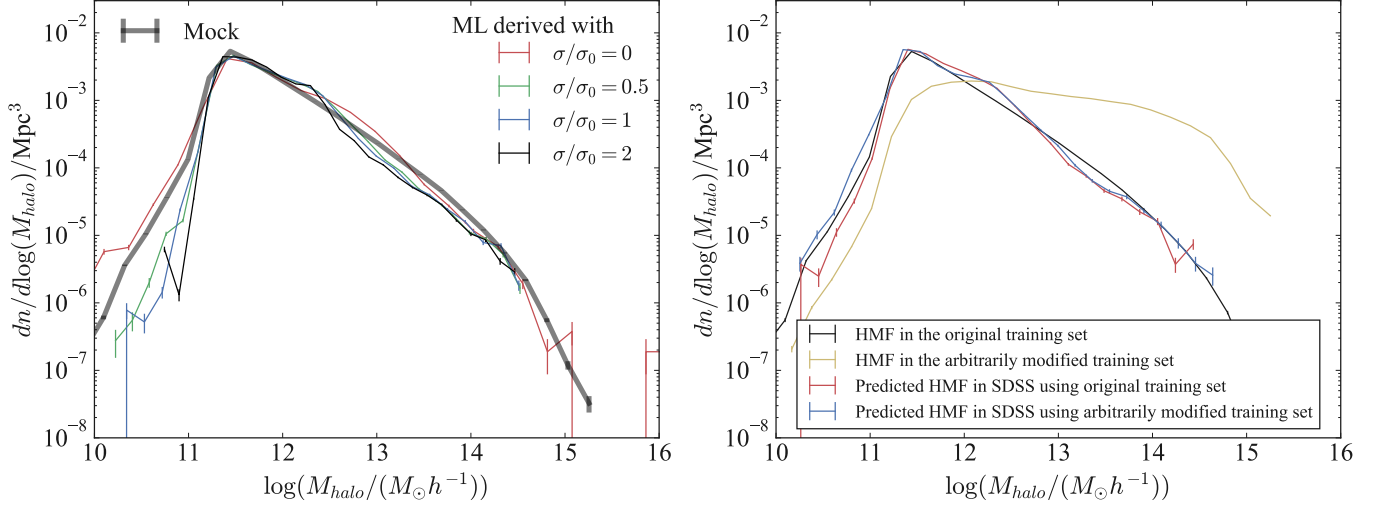 Mock
ML derived with
σ/σ₀ = 0
σ/σ₀ = 0.5
σ/σ₀ = 1
σ/σ₀ = 2
10⁻²
10⁻³
10⁻⁴
10⁻⁵
10⁻⁶
10⁻⁷
10⁻⁸
dn/dlog(M_halo)/Mpc³
10 11 12 13 14 15 16
log(M_halo/(M_⊙h⁻¹))
10⁻²
10⁻³
10⁻⁴
10⁻⁵
10⁻⁶
10⁻⁷
10⁻⁸
dn/dlog(M_halo)/Mpc³
HMF in the original training set
HMF in the arbitrarily modified training set
Predicted HMF in SDSS using original training set
Predicted HMF in SDSS using arbitrarily modified training set
10 11 12 13 14 15 16
log(M_halo/(M_⊙h⁻¹))